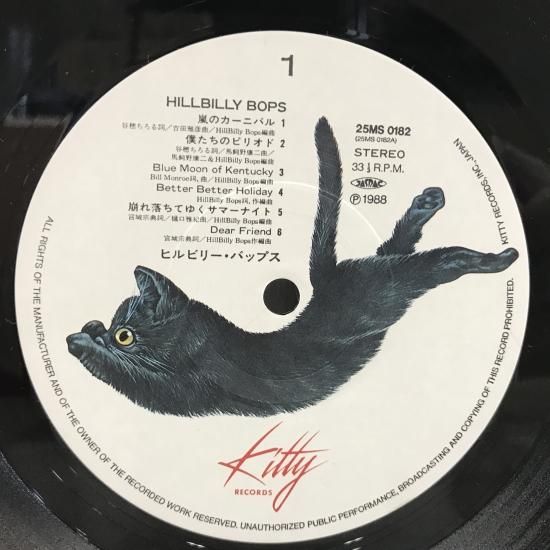 1
HILLBILLY BOPS
嵐のカーニバル 1
谷穂ちろる詞/吉田雅彦曲/HillBilly Bops編曲
僕たちのピリオド 2
谷穂ちろる詞/馬飼野康二曲/
馬飼野康二&HillBilly Bops編曲
Blue Moon of Kentucky 3
Bill Monroe詞、曲/HillBilly Bops編曲
Better Better Holiday 4
HillBilly Bops詞、作編曲
崩れ落ちてゆくサマーナイト 5
宮城宗典詞/樋口雅紀曲/HillBilly Bops編曲
Dear Friend 6
宮城宗典詞/HillBilly Bops作編曲
ヒルビリー・バップス
25MS 0182
(25MS 0182A)
STEREO
33⅓ R.P.M.
JASRAC
Ⓟ 1988
Kitty
RECORDS
ALL RIGHTS OF THE MANUFACTURER AND OF THE OWNER OF THE RECORDED WORK RESERVED. UNAUTHORIZED PUBLIC PERFORMANCE, BROADCASTING AND COPYING OF THIS RECORD PROHIBITED.
KITTY RECORDS, INC., JAPAN